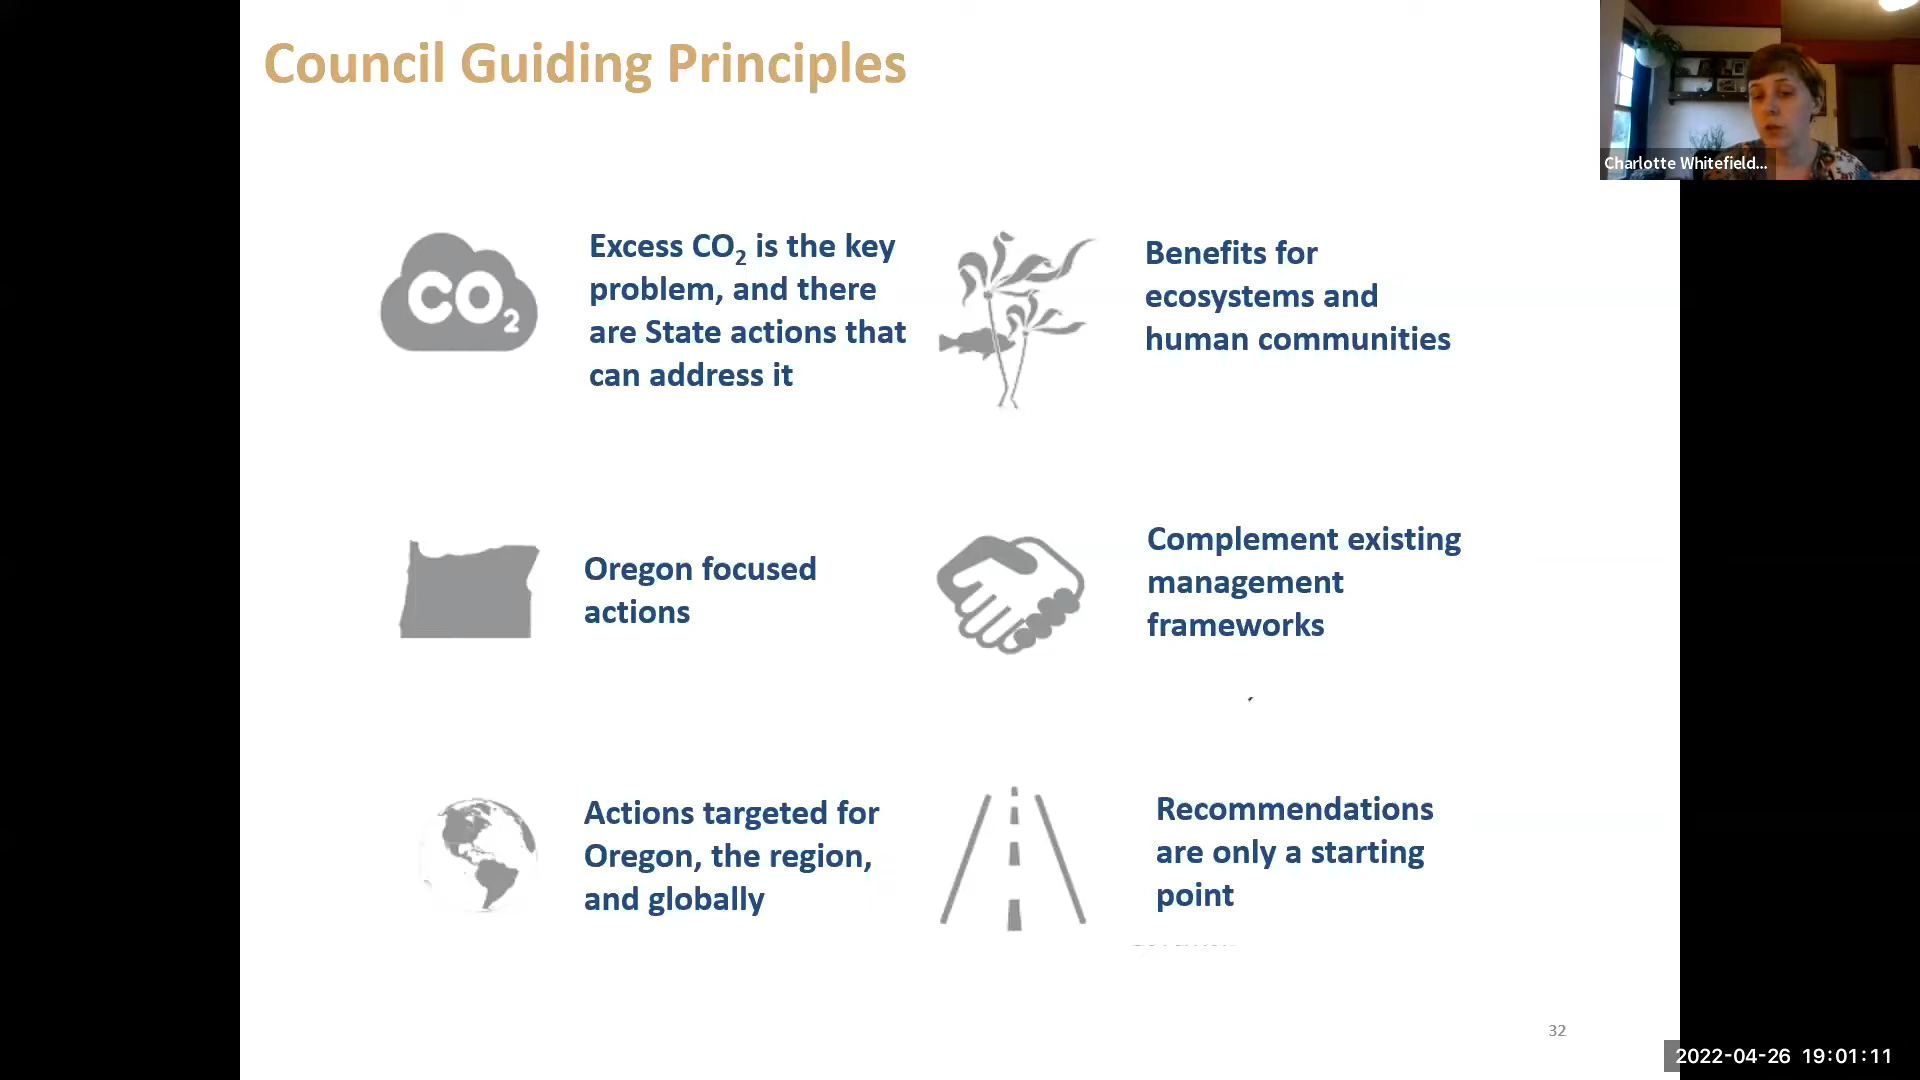 Council Guiding Principles
Charlotte Whitefield...
CO2
Excess CO2 is the key
problem, and there
are State actions that
can address it
Benefits for
ecosystems and
human communities
Oregon focused
actions
Complement existing
management
frameworks
Actions targeted for
Oregon, the region,
and globally
Recommendations
are only a starting
point
32
2022-04-26 19:01:11